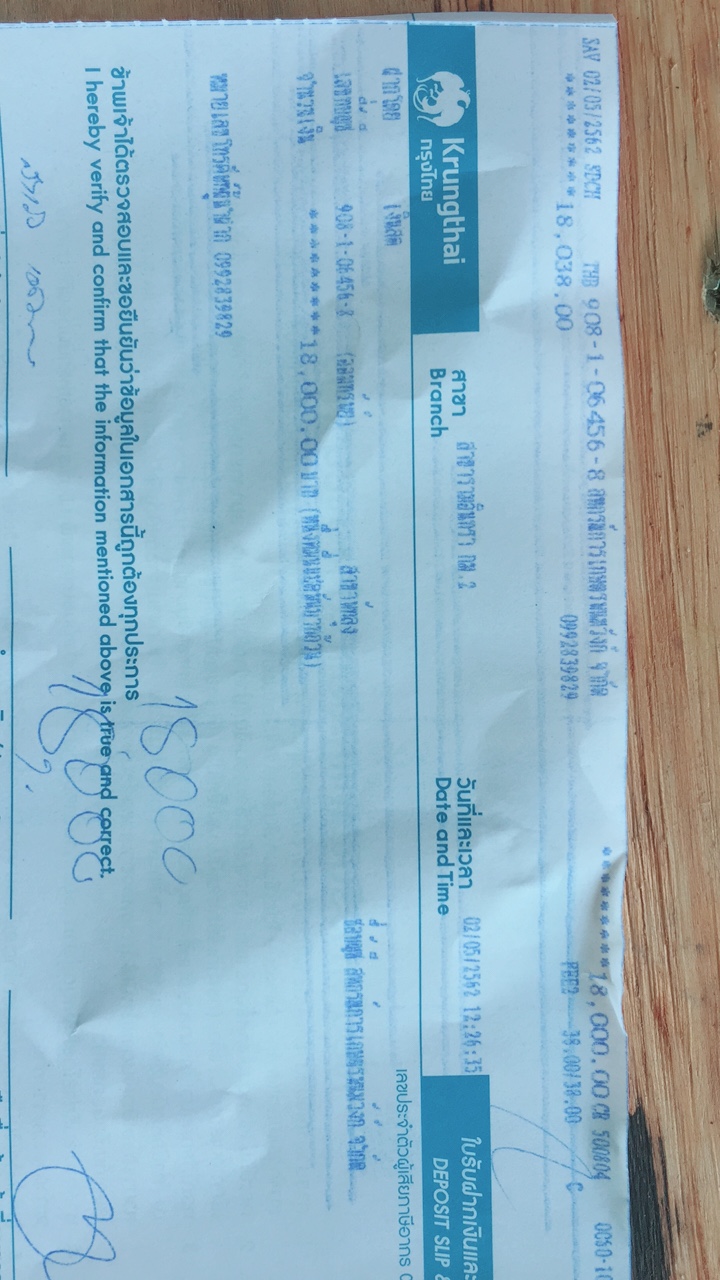 SAV 02/05/2562 SDCH THB 908-1-06456-8 สหกรณ์การเกษตรพนมวังก์ จำกัด *********18,000.00 CR 500804
*********18,038.00 0992839829 FEE2 38.00/38.00 C
Krungthai
กรุงไทย
สาขา
Branch
สาขารามอินทรา กม.2
วันที่และเวลา
Date and Time
02/05/2562 12:26:35
ใบรับฝากเงินและ
DEPOSIT SLIP &
เลขประจำตัวผู้เสียภาษีอากร
ฝากโดย เงินสด
เลขที่บัญชี 908-1-06456-8 (ออมทรัพย์) สาขาพัทลุง ชื่อบัญชี สหกรณ์การเกษตรพนมวังก์ จำกัด
จำนวนเงิน *********18,000.00 บาท (หนึ่งหมื่นแปดพันบาทถ้วน)
หมายเลขโทรศัพท์ผู้นำฝาก 0992839829
18000
ข้าพเจ้าได้ตรวจสอบและขอยืนยันว่าข้อมูลในเอกสารนี้ถูกต้องทุกประการ
I hereby verify and confirm that the information mentioned above is true and correct.
18000